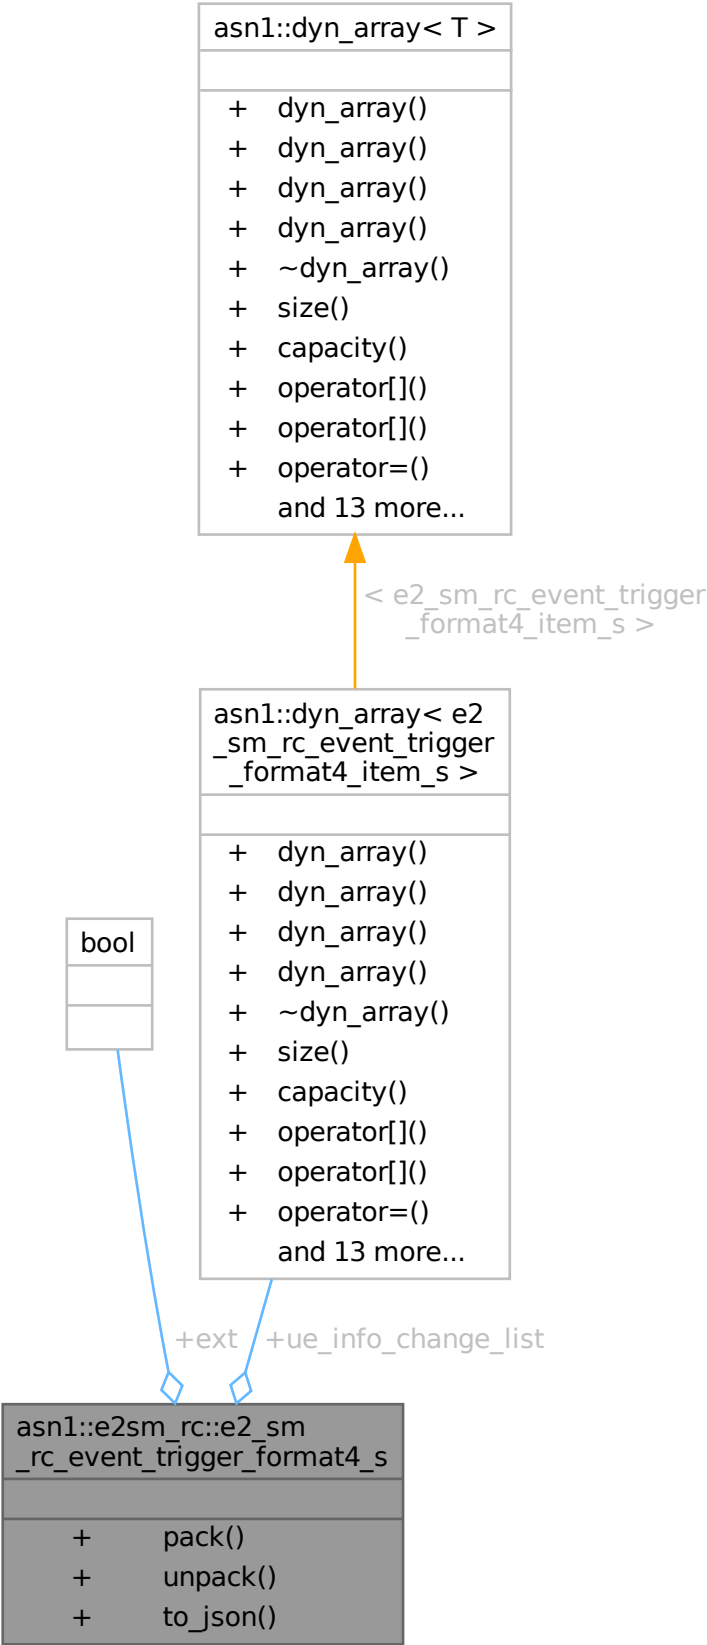 asn1::dyn_array< T >
+ dyn_array()
+ dyn_array()
+ dyn_array()
+ dyn_array()
+ ~dyn_array()
+ size()
+ capacity()
+ operator[]()
+ operator[]()
+ operator=()
and 13 more...
< e2_sm_rc_event_trigger
_format4_item_s >
asn1::dyn_array< e2
_sm_rc_event_trigger
_format4_item_s >
+ dyn_array()
+ dyn_array()
+ dyn_array()
+ dyn_array()
+ ~dyn_array()
+ size()
+ capacity()
+ operator[]()
+ operator[]()
+ operator=()
and 13 more...
bool
+ext
+ue_info_change_list
asn1::e2sm_rc::e2_sm
_rc_event_trigger_format4_s
+ pack()
+ unpack()
+ to_json()